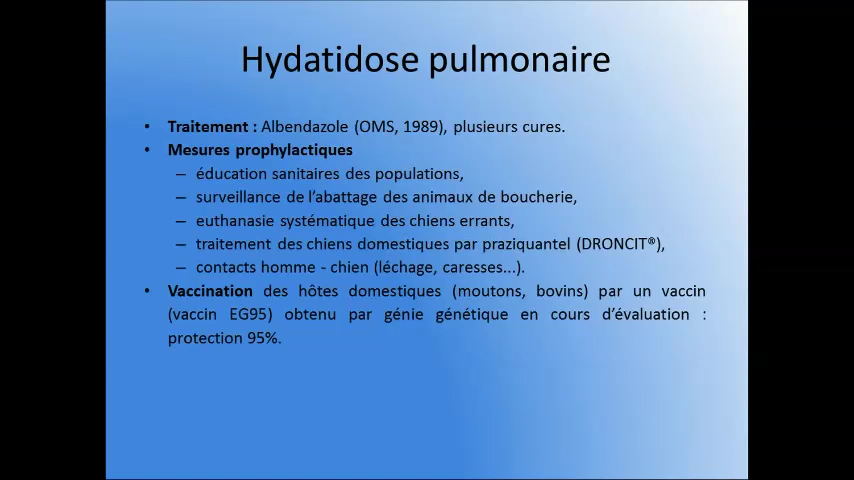 Hydatidose pulmonaire
• Traitement : Albendazole (OMS, 1989), plusieurs cures.
• Mesures prophylactiques
– éducation sanitaires des populations,
– surveillance de l'abattage des animaux de boucherie,
– euthanasie systématique des chiens errants,
– traitement des chiens domestiques par praziquantel (DRONCIT®),
– contacts homme - chien (léchage, caresses...).
• Vaccination des hôtes domestiques (moutons, bovins) par un vaccin
(vaccin EG95) obtenu par génie génétique en cours d'évaluation :
protection 95%.